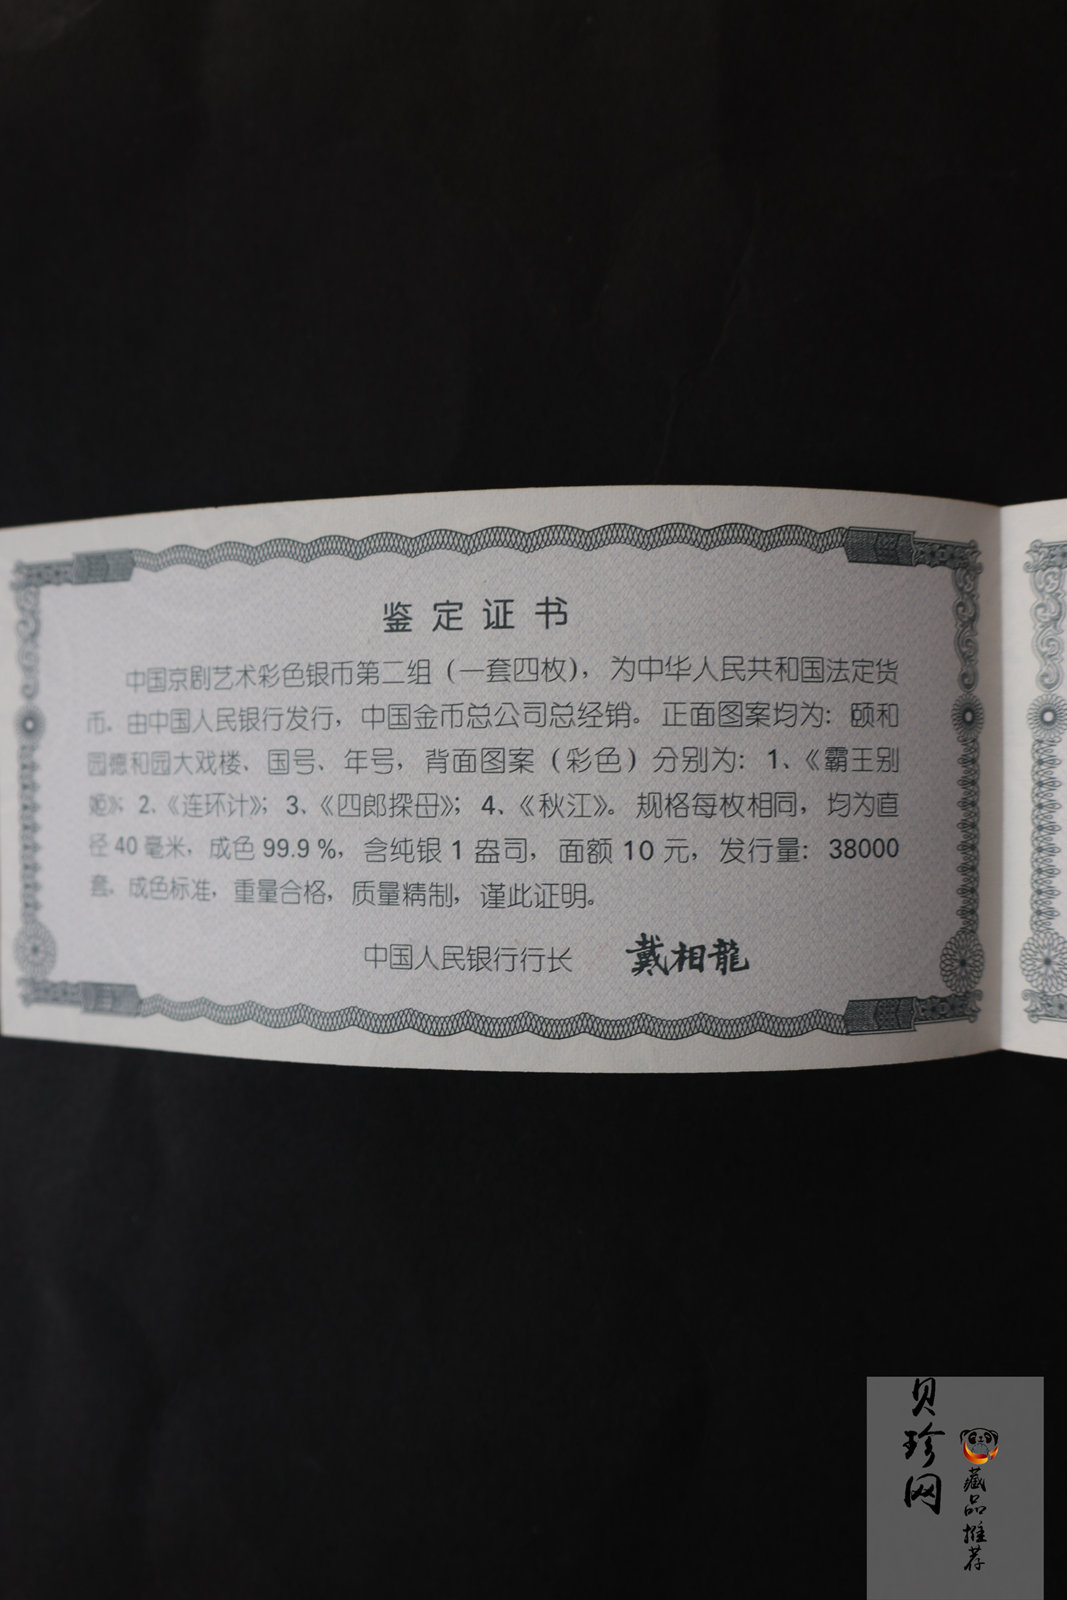 鉴定证书
中国京剧艺术彩色银币第二组(一套四枚)，为中华人民共和国法定货
币。由中国人民银行发行，中国金币总公司总经销。正面图案均为：颐和
园德和园大戏楼、国号、年号，背面图案(彩色)分别为：1、《霸王别
姬》；2、《连环计》；3、《四郎探母》；4、《秋江》。规格每枚相同，均为直
径40毫米，成色99.9%，含纯银1盎司，面额10元，发行量：38000
套。成色标准，重量合格，质量精制，谨此证明。
中国人民银行行长 戴相龍
贝珍网
藏品推荐